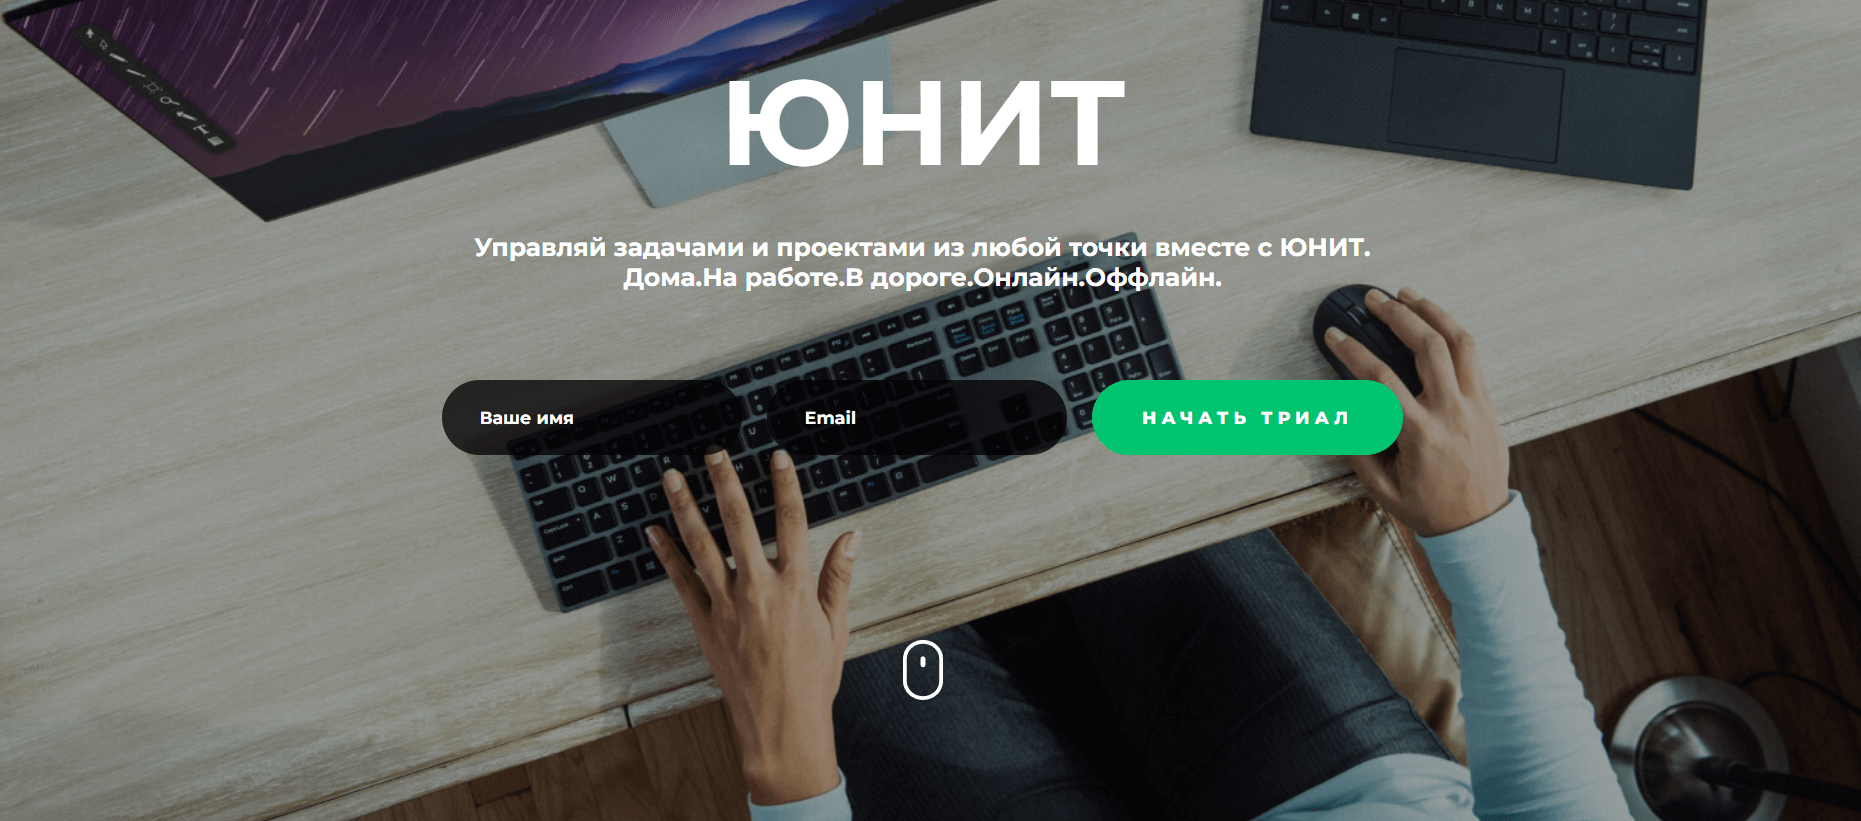 ЮНИТ
Управляй задачами и проектами из любой точки вместе с ЮНИТ.
Дома.На работе.В дороге.Онлайн.Оффлайн.
Ваше имя
Email
НАЧАТЬ ТРИАЛ